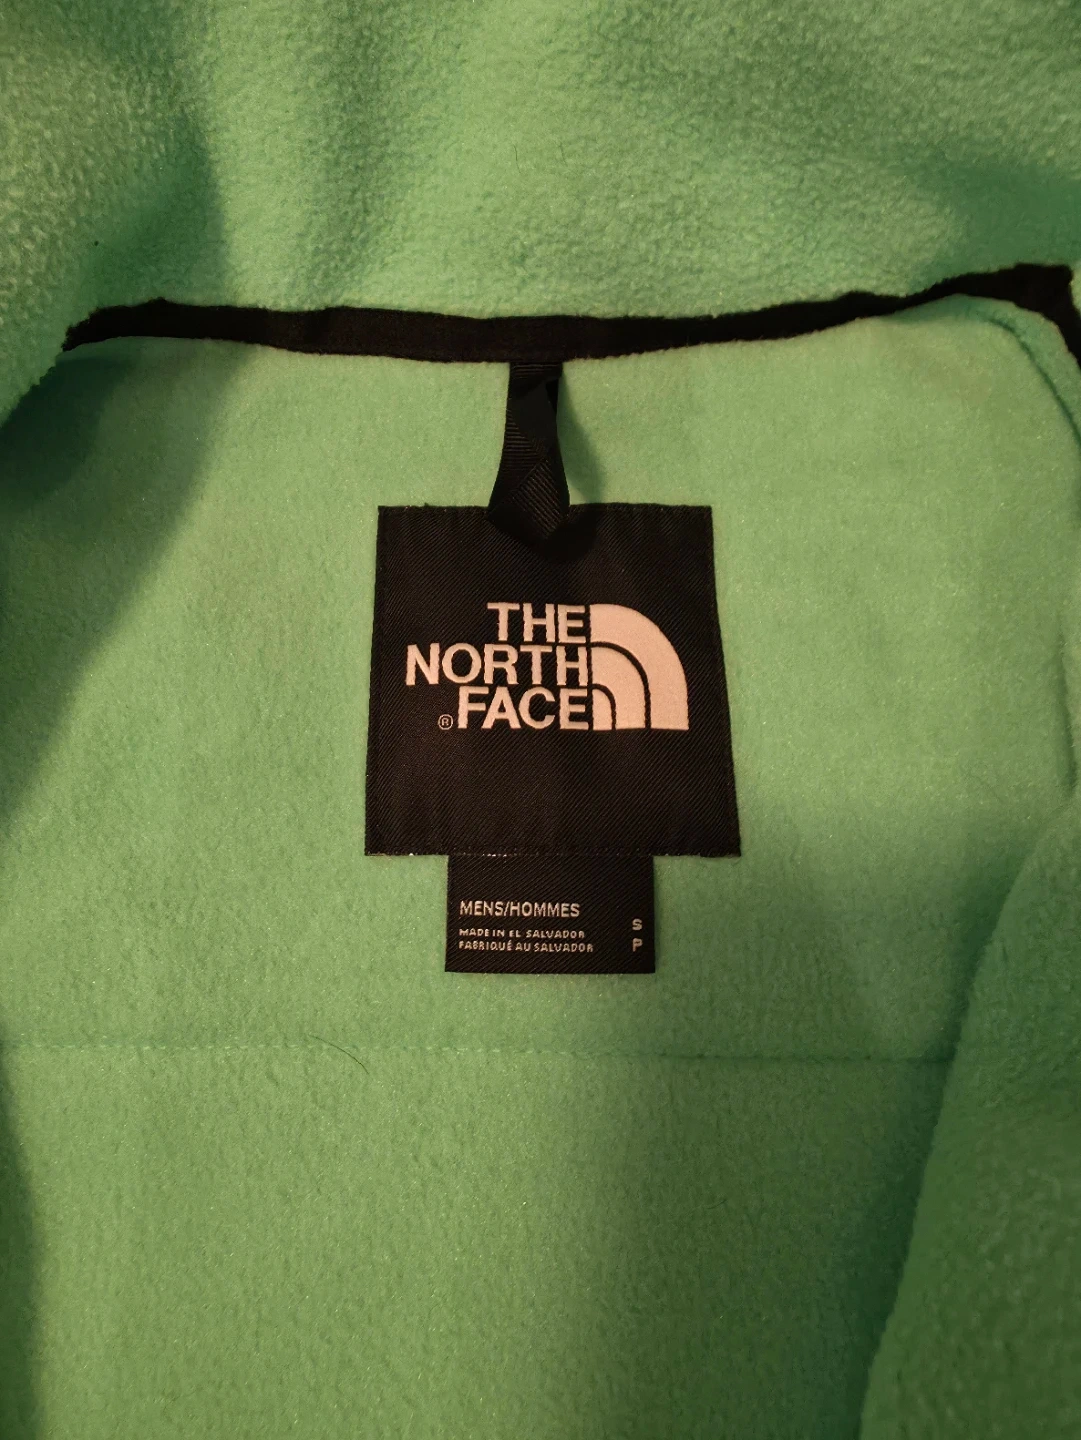 THE
NORTH
® FACE
MENS/HOMMES
MADE IN EL SALVADOR
FABRIQUÉ AU SALVADOR
S
P